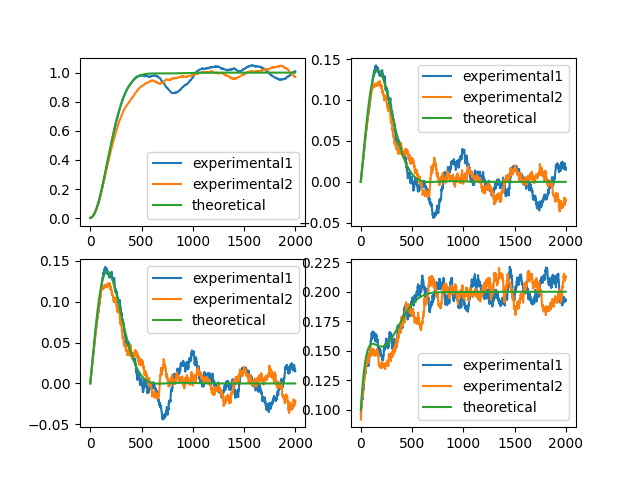 1.0
0.8
0.6
0.4
0.2
0.0
0 500 1000 1500 2000
experimental1
experimental2
theoretical
0.15
0.10
0.05
0.00
−0.05
0 500 1000 1500 2000
experimental1
experimental2
theoretical
0.15
0.10
0.05
0.00
−0.05
0 500 1000 1500 2000
experimental1
experimental2
theoretical
0.225
0.200
0.175
0.150
0.125
0.100
0 500 1000 1500 2000
experimental1
experimental2
theoretical